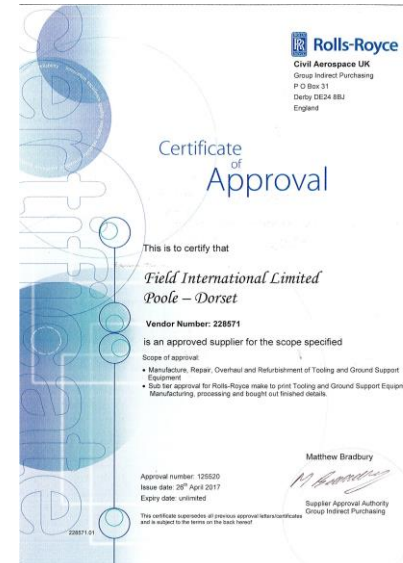 certificate
RR
Rolls-Royce
Civil Aerospace UK
Group Indirect Purchasing
P O Box 31
Derby DE24 8BJ
England
Certificate
of
Approval
This is to certify that
Field International Limited
Poole – Dorset
Vendor Number: 228571
is an approved supplier for the scope specified
Scope of approval:
• Manufacture, Repair, Overhaul and Refurbishment of Tooling and Ground Support
Equipment
• Sub tier approval for Rolls-Royce make to print Tooling and Ground Support Equipm
Manufacturing, processing and bought out finished details.
Matthew Bradbury
M Bradbury
Approval number: 125520
Issue date: 26th April 2017
Expiry date: unlimited
Supplier Approval Authority
Group Indirect Purchasing
This certificate supersedes all previous approval letters/certificates
and is subject to the terms on the back hereof
228571.01